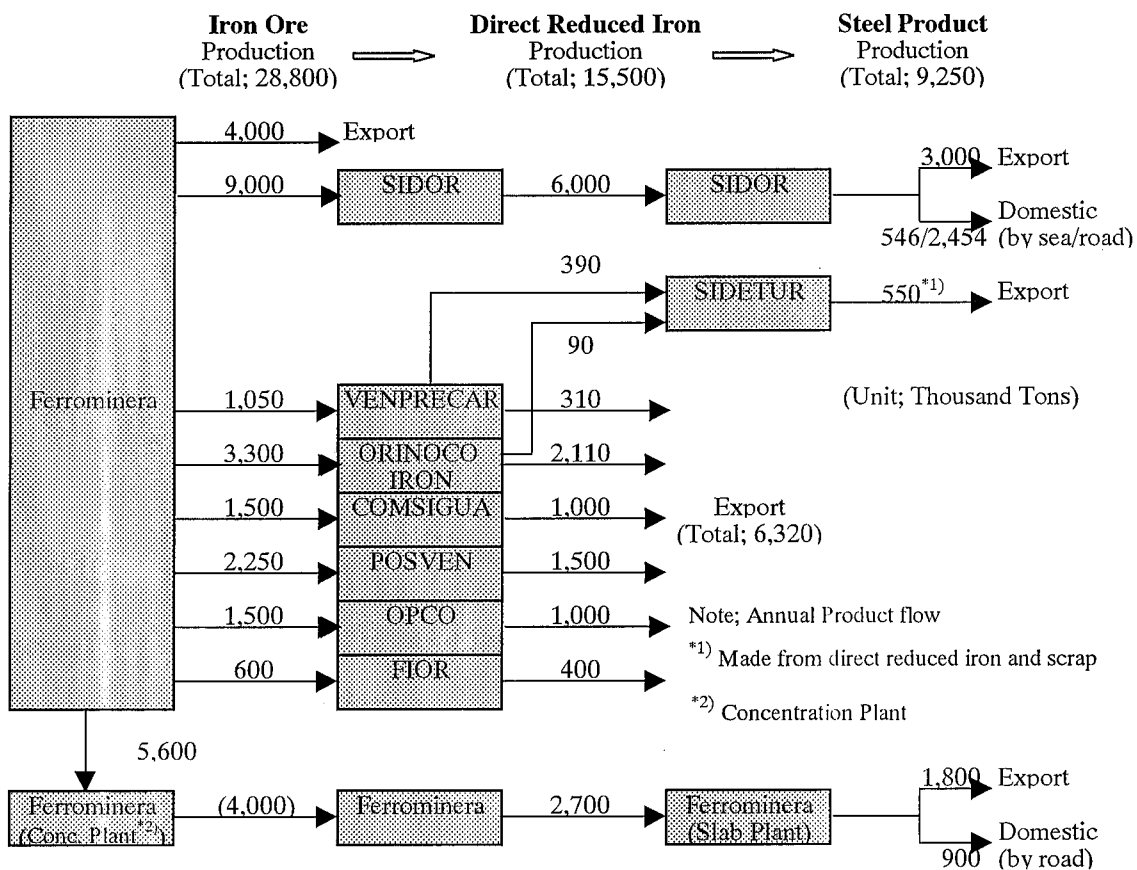 Iron Ore
Production
(Total; 28,800)
Direct Reduced Iron
Production
(Total; 15,500)
Steel Product
Production
(Total; 9,250)
4,000
Export
9,000
SIDOR
6,000
SIDOR
3,000
Export
546/2,454
Domestic
(by sea/road)
390
SIDETUR
550*1)
Export
90
Ferrominera
1,050
VENPRECAR
310
(Unit; Thousand Tons)
3,300
ORINOCO
IRON
2,110
1,500
COMSIGUA
1,000
Export
(Total; 6,320)
2,250
POSVEN
1,500
1,500
OPCO
1,000
Note; Annual Product flow
*1) Made from direct reduced iron and scrap
600
FIOR
400
*2) Concentration Plant
5,600
Ferrominera
(Conc. Plant*2))
(4,000)
Ferrominera
2,700
Ferrominera
(Slab Plant)
1,800
Export
900
Domestic
(by road)